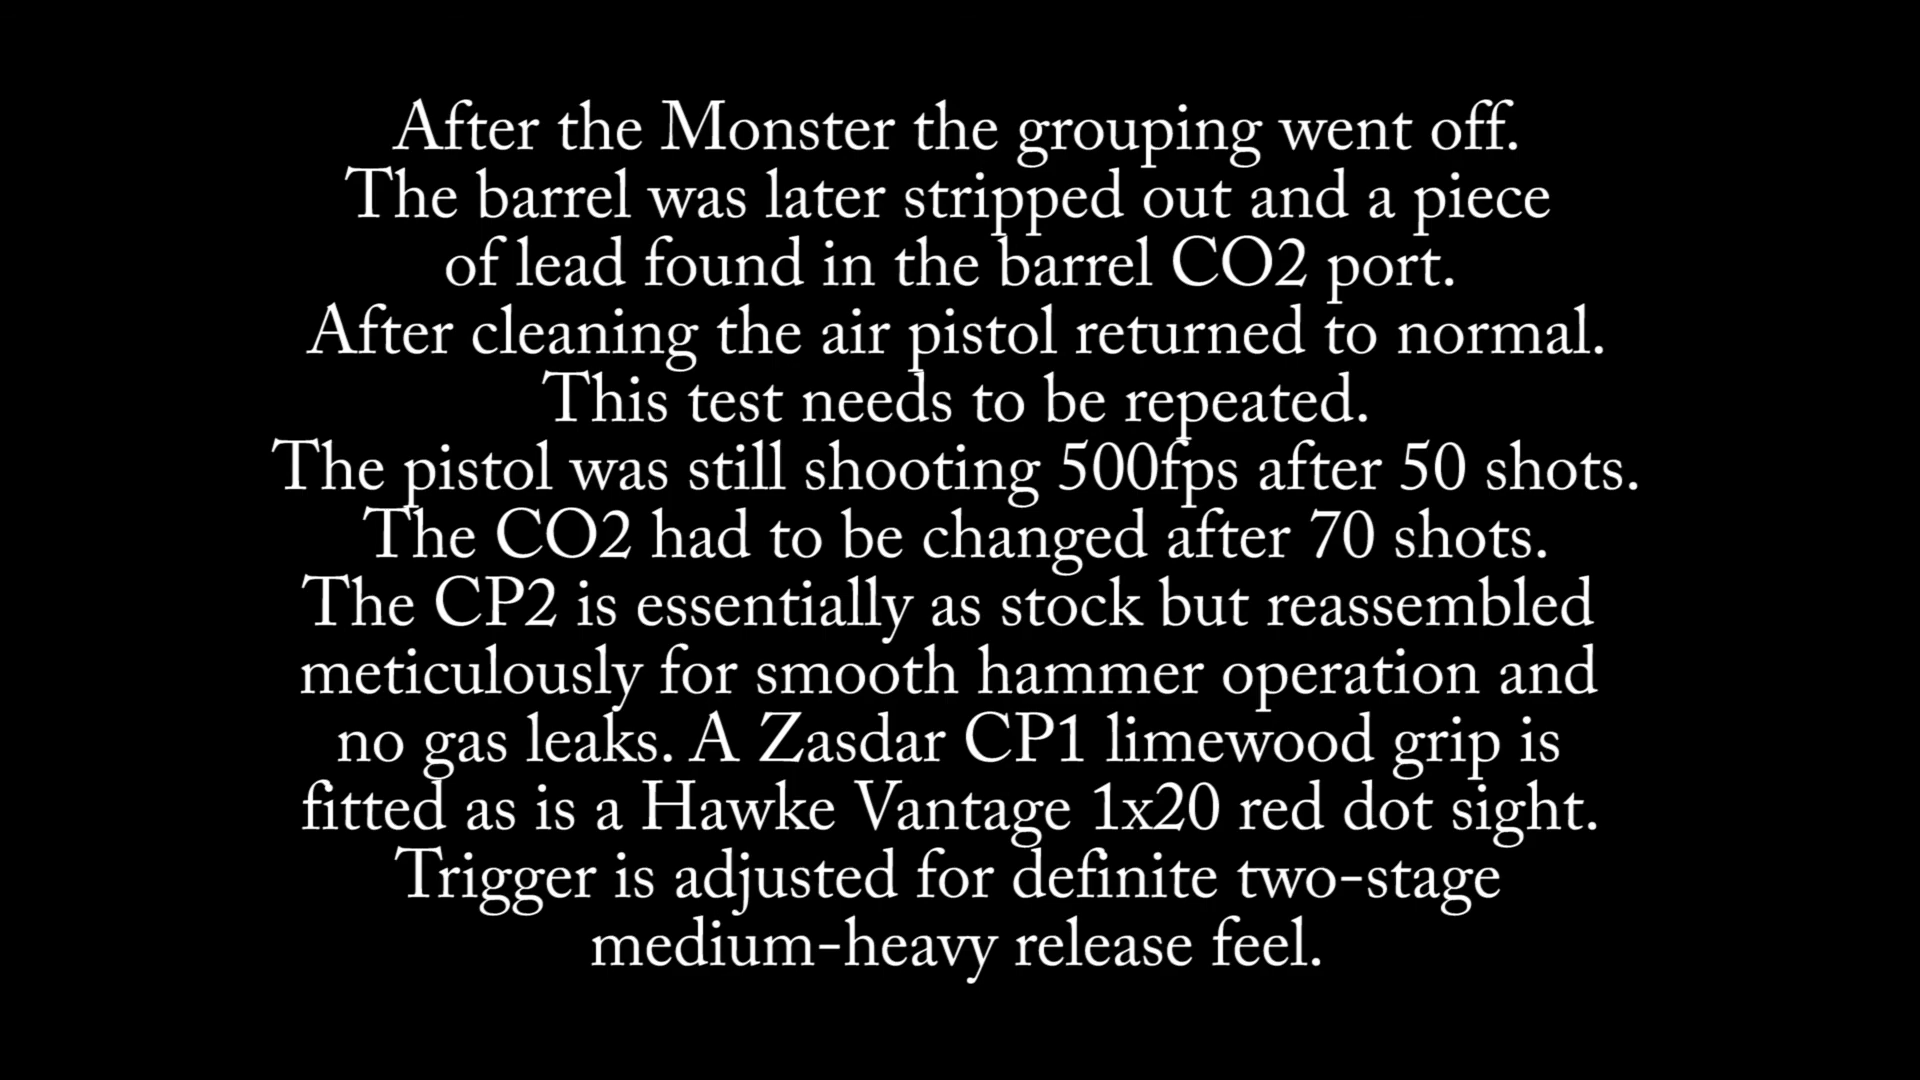 After the Monster the grouping went off.
The barrel was later stripped out and a piece
of lead found in the barrel CO2 port.
After cleaning the air pistol returned to normal.
This test needs to be repeated.
The pistol was still shooting 500fps after 50 shots.
The CO2 had to be changed after 70 shots.
The CP2 is essentially as stock but reassembled
meticulously for smooth hammer operation and
no gas leaks. A Zasdar CP1 limewood grip is
fitted as is a Hawke Vantage 1x20 red dot sight.
Trigger is adjusted for definite two-stage
medium-heavy release feel.